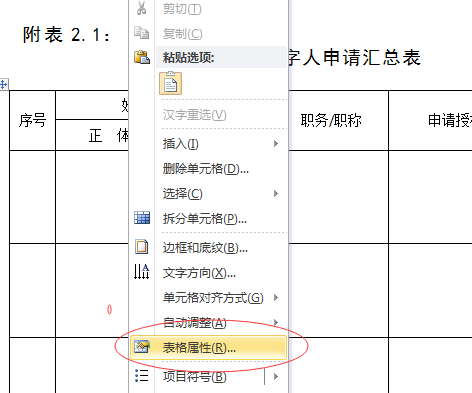 剪切(T)
附表 2.1:
复制(C)
粘贴选项:
字人申请汇总表
汉字重选(V)
序号
职务/职称
申请授
正 体
插入(I)
删除单元格(D)...
选择(C)
拆分单元格(P)...
边框和底纹(B)...
文字方向(X)...
单元格对齐方式(G)
自动调整(A)
表格属性(R)...
项目符号(B)